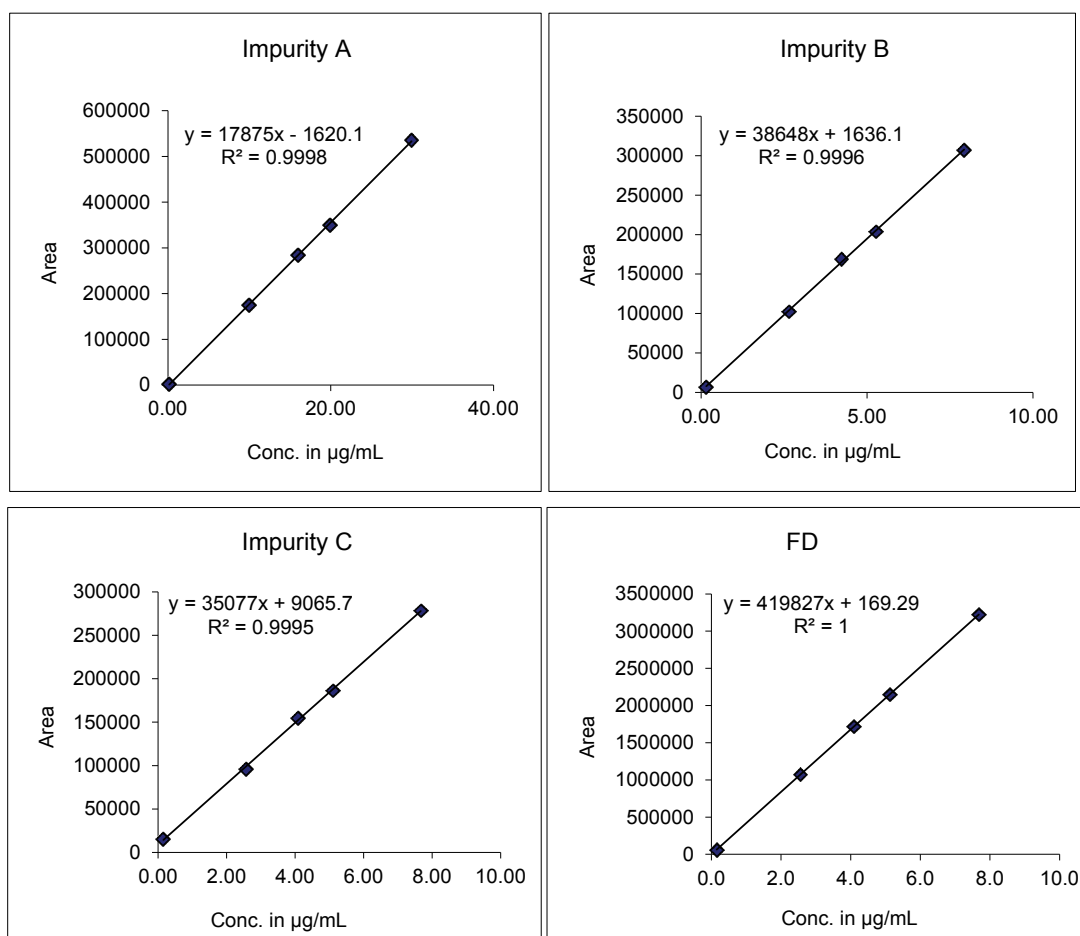 Impurity A
y = 17875x - 1620.1
R² = 0.9998
600000
500000
400000
300000
200000
100000
0
Area
0.00 20.00 40.00
Conc. in µg/mL
Impurity B
y = 38648x + 1636.1
R² = 0.9996
350000
300000
250000
200000
150000
100000
50000
0
Area
0.00 5.00 10.00
Conc. in µg/mL
Impurity C
y = 35077x + 9065.7
R² = 0.9995
300000
250000
200000
150000
100000
50000
0
Area
0.00 2.00 4.00 6.00 8.00 10.00
Conc. in µg/mL
FD
y = 419827x + 169.29
R² = 1
3500000
3000000
2500000
2000000
1500000
1000000
500000
0
Area
0.0 2.0 4.0 6.0 8.0 10.0
Conc. in µg/mL